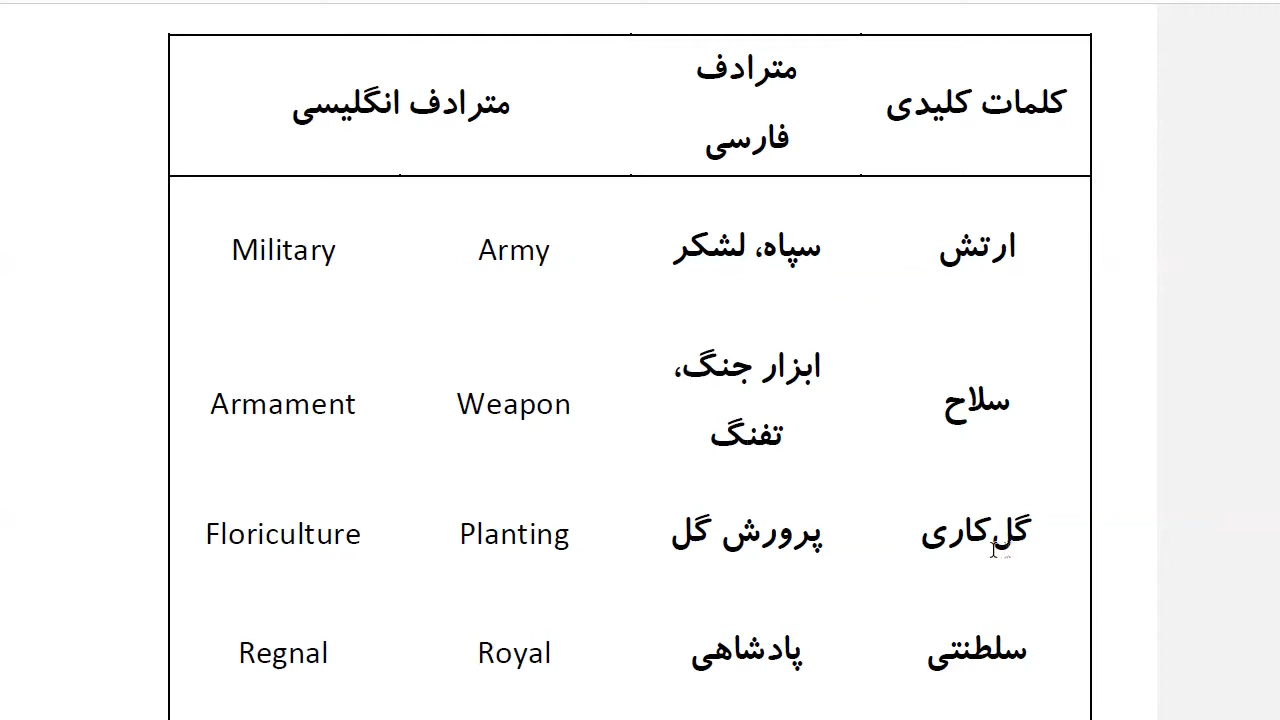 کلمات کلیدی
مترادف
فارسی
مترادف انگلیسی
ارتش
سپاه، لشکر
Army
Military
سلاح
ابزار جنگ،
تفنگ
Weapon
Armament
گل‌کاری
پرورش گل
Planting
Floriculture
سلطنتی
پادشاهی
Royal
Regnal